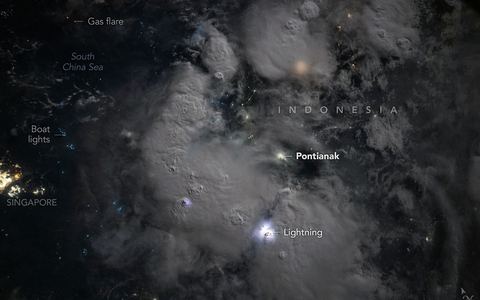 Gas flare
South
China Sea
INDONESIA
Boat
lights
Pontianak
SINGAPORE
Lightning